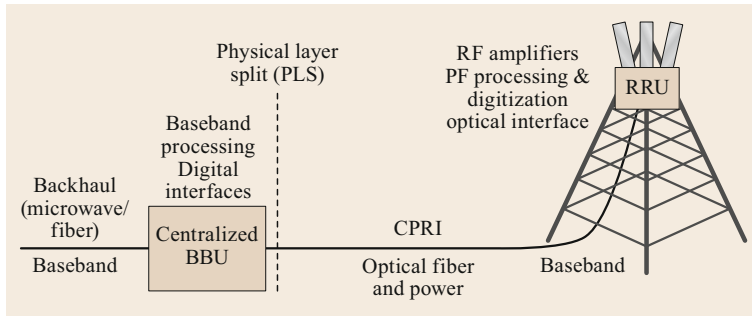 Physical layer
split (PLS)
RF amplifiers
PF processing &
digitization
optical interface
RRU
Baseband
processing
Digital
interfaces
Backhaul
(microwave/
fiber)
Baseband
Centralized
BBU
CPRI
Optical fiber
and power
Baseband